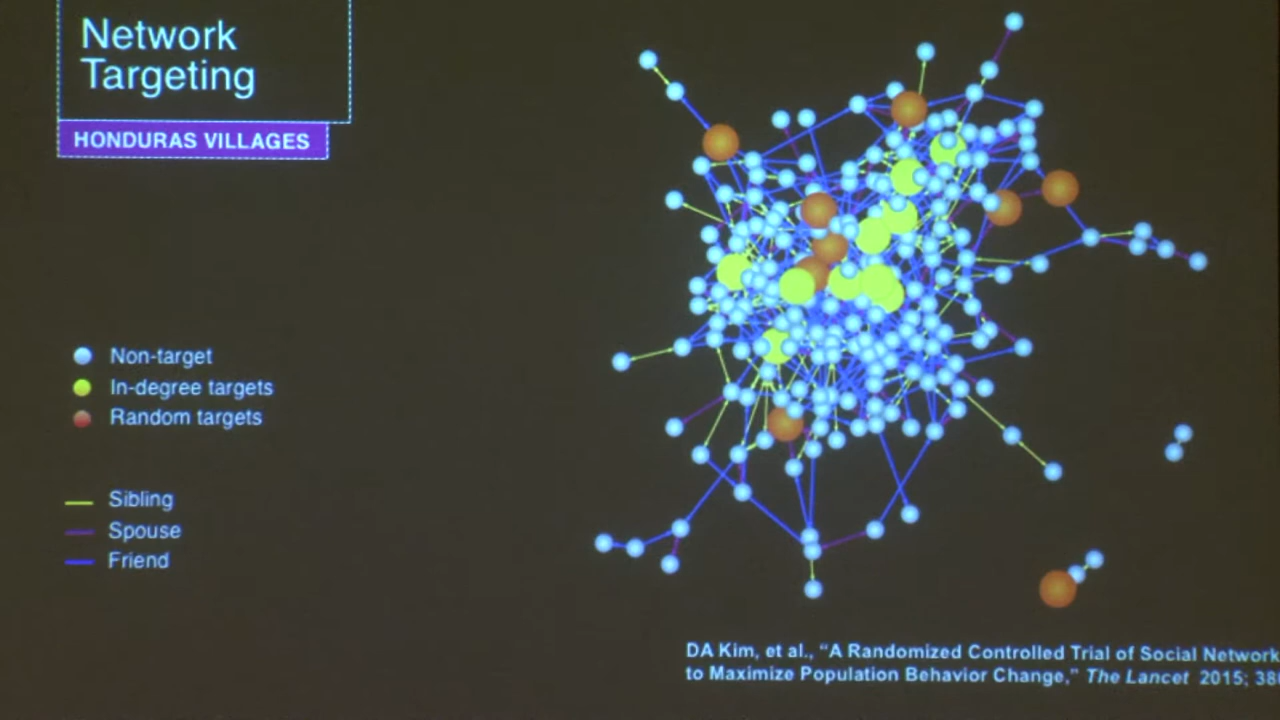 Network
Targeting
HONDURAS VILLAGES
Non-target
In-degree targets
Random targets
Sibling
Spouse
Friend
DA Kim, et al., “A Randomized Controlled Trial of Social Network
to Maximize Population Behavior Change,” The Lancet 2015;